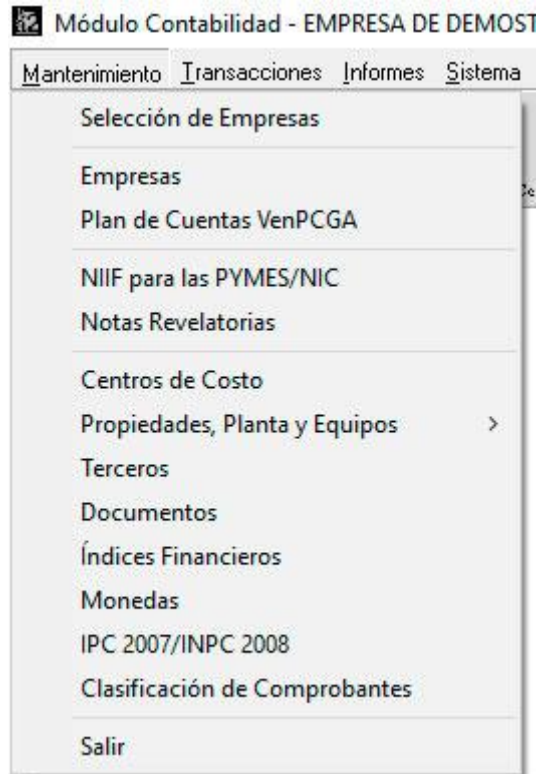 Módulo Contabilidad - EMPRESA DE DEMOST
Mantenimiento Transacciones Informes Sistema
Selección de Empresas
Empresas
Plan de Cuentas VenPCGA
NIIF para las PYMES/NIC
Notas Revelatorias
Centros de Costo
Propiedades, Planta y Equipos >
Terceros
Documentos
Índices Financieros
Monedas
IPC 2007/INPC 2008
Clasificación de Comprobantes
Salir